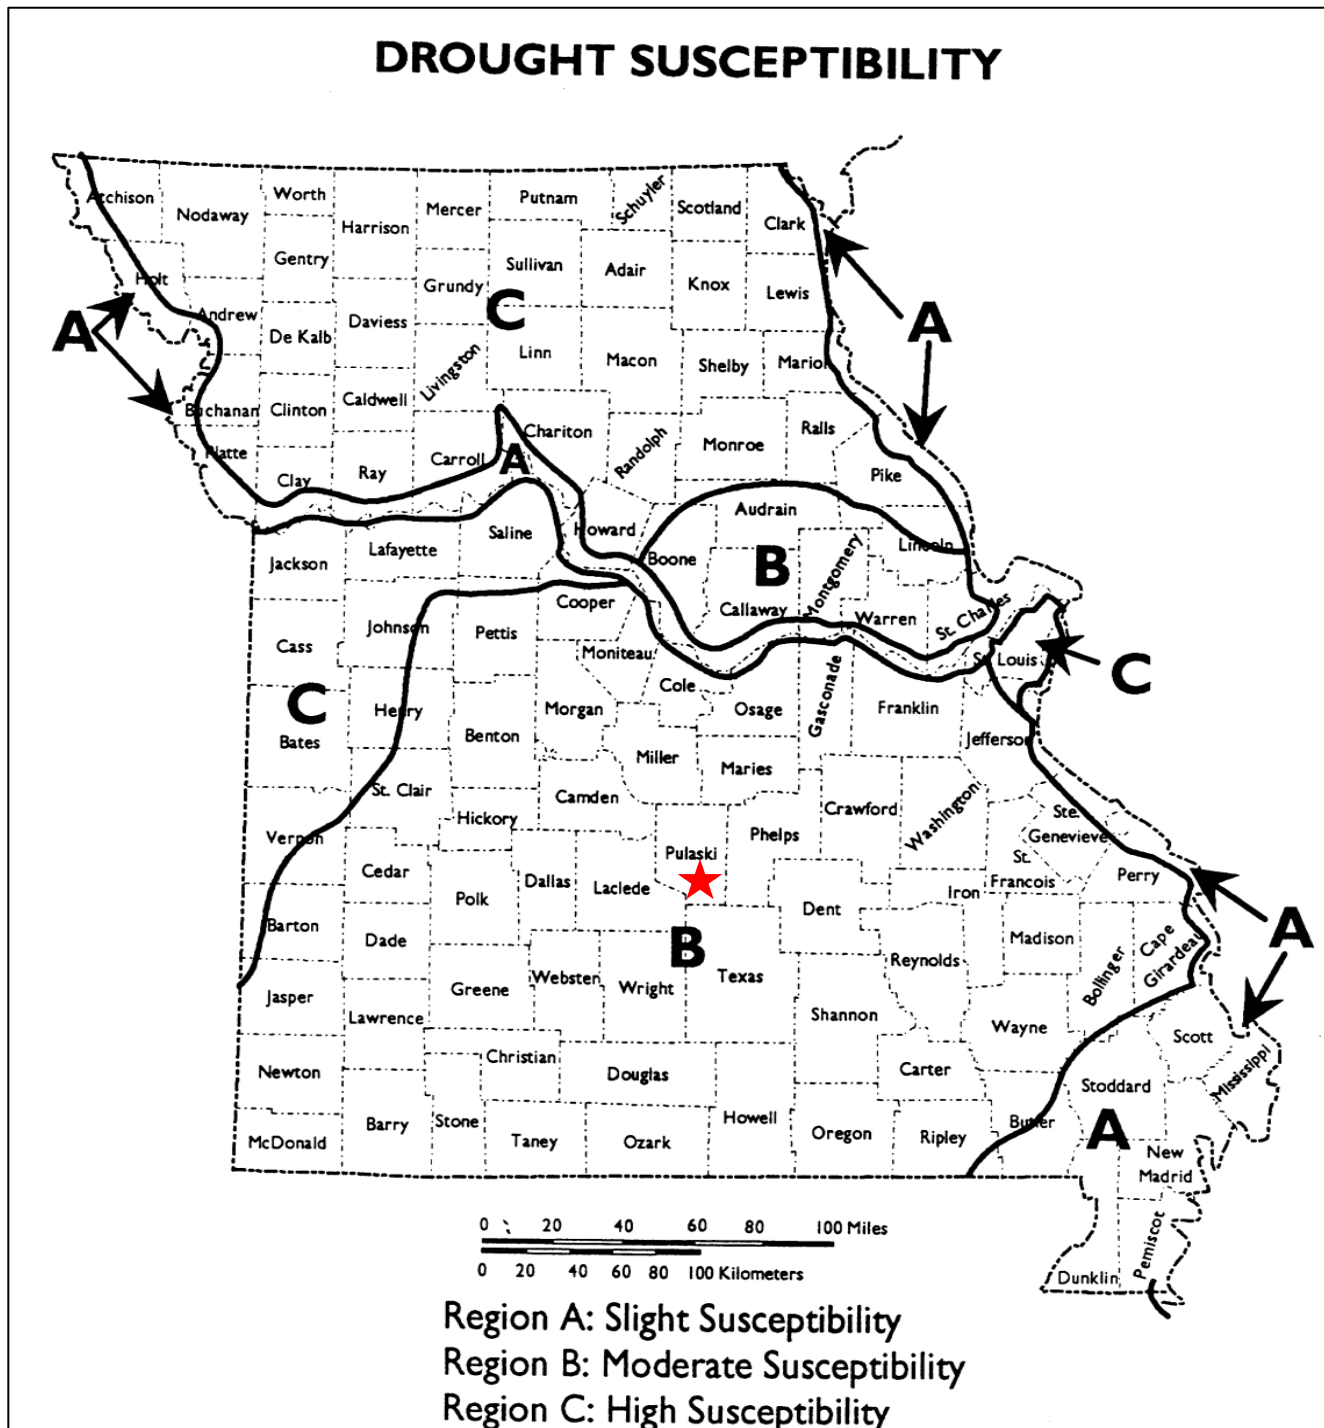 DROUGHT SUSCEPTIBILITY
Atchison
Nodaway
Worth
Harrison
Mercer
Putnam
Schuyler
Scotland
Clark
Gentry
Sullivan
Adair
Knox
Lewis
Holt
Grundy
C
A
Andrew
De Kalb
Daviess
Livingston
Linn
Macon
Shelby
Marion
A
Buchanan
Clinton
Caldwell
Chariton
Randolph
Monroe
Ralls
Platte
Clay
Ray
Carroll
A
Pike
Audrain
Jackson
Lafayette
Saline
Howard
Boone
B
Montgomery
Lincoln
Callaway
Warren
St. Charles
Cass
Johnson
Pettis
Cooper
Moniteau
St. Louis
C
C
Henry
Morgan
Cole
Osage
Gasconade
Franklin
Bates
Benton
Miller
Maries
Jefferson
St. Clair
Camden
Crawford
Washington
Vernon
Hickory
Pulaski
Phelps
Ste.
Genevieve
St.
Francois
Cedar
Dallas
Laclede
Polk
Dent
Iron
Perry
Barton
Dade
B
Texas
Reynolds
Madison
Bollinger
Cape
Girardeau
A
Jasper
Lawrence
Greene
Webster
Wright
Shannon
Wayne
Scott
Mississippi
Newton
Christian
Douglas
Carter
Stoddard
McDonald
Barry
Stone
Taney
Ozark
Howell
Oregon
Ripley
Butler
A
New
Madrid
Pemiscot
Dunklin
0 20 40 60 80 100 Miles
0 20 40 60 80 100 Kilometers
Region A: Slight Susceptibility
Region B: Moderate Susceptibility
Region C: High Susceptibility